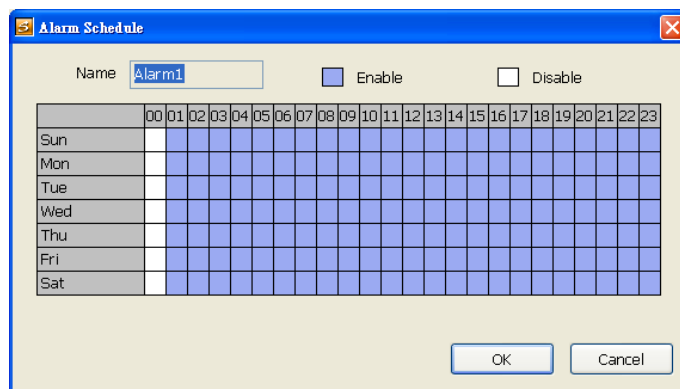 Alarm Schedule
Name Alarm1 Enable Disable
00 01 02 03 04 05 06 07 08 09 10 11 12 13 14 15 16 17 18 19 20 21 22 23
Sun
Mon
Tue
Wed
Thu
Fri
Sat
OK Cancel